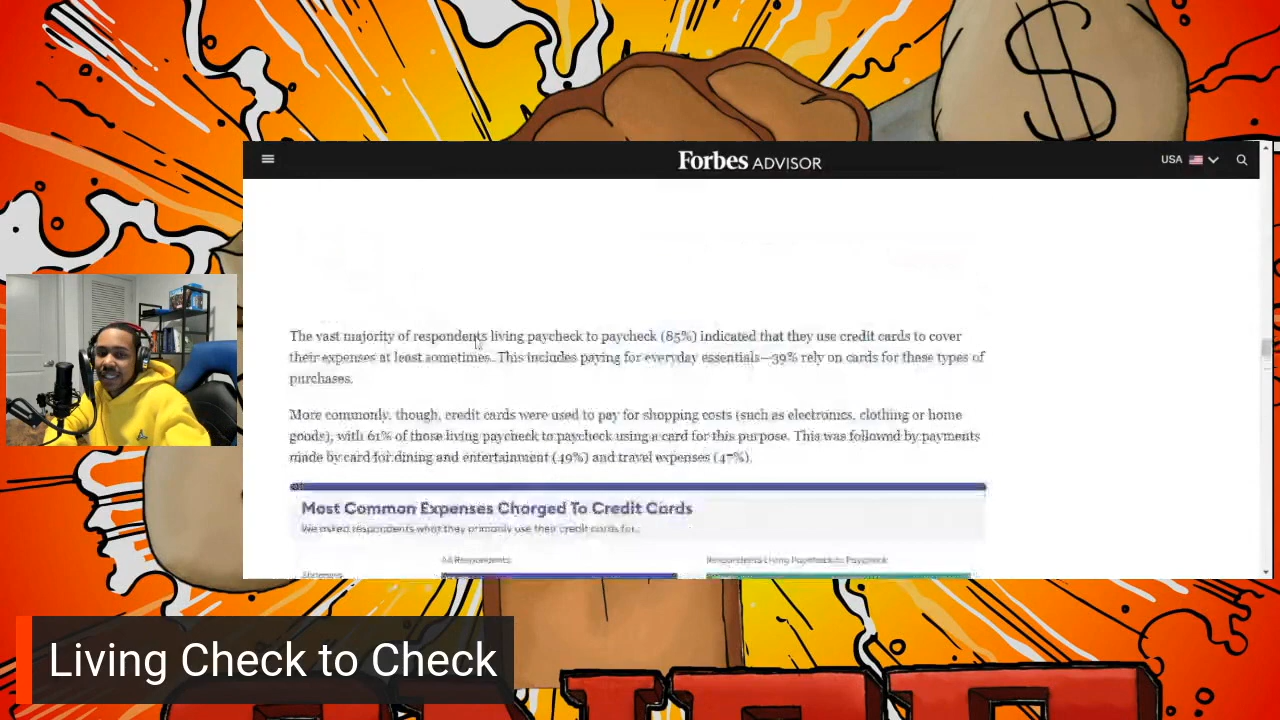 Forbes ADVISOR
USA
The vast majority of respondents living paycheck to paycheck (85%) indicated that they use credit cards to cover
their expenses at least sometimes. This includes paying for everyday essentials—39% rely on cards for these types of
purchases.
More commonly, though, credit cards were used to pay for shopping costs (such as electronics, clothing or home
goods), with 61% of those living paycheck to paycheck using a card for this purpose. This was followed by payments
made by card for dining and entertainment (49%) and travel expenses (47%).
Most Common Expenses Charged To Credit Cards
We asked respondents what they primarily use their credit cards for.
All Respondents
Respondents Living Paycheck to Paycheck
Shopping
Living Check to Check